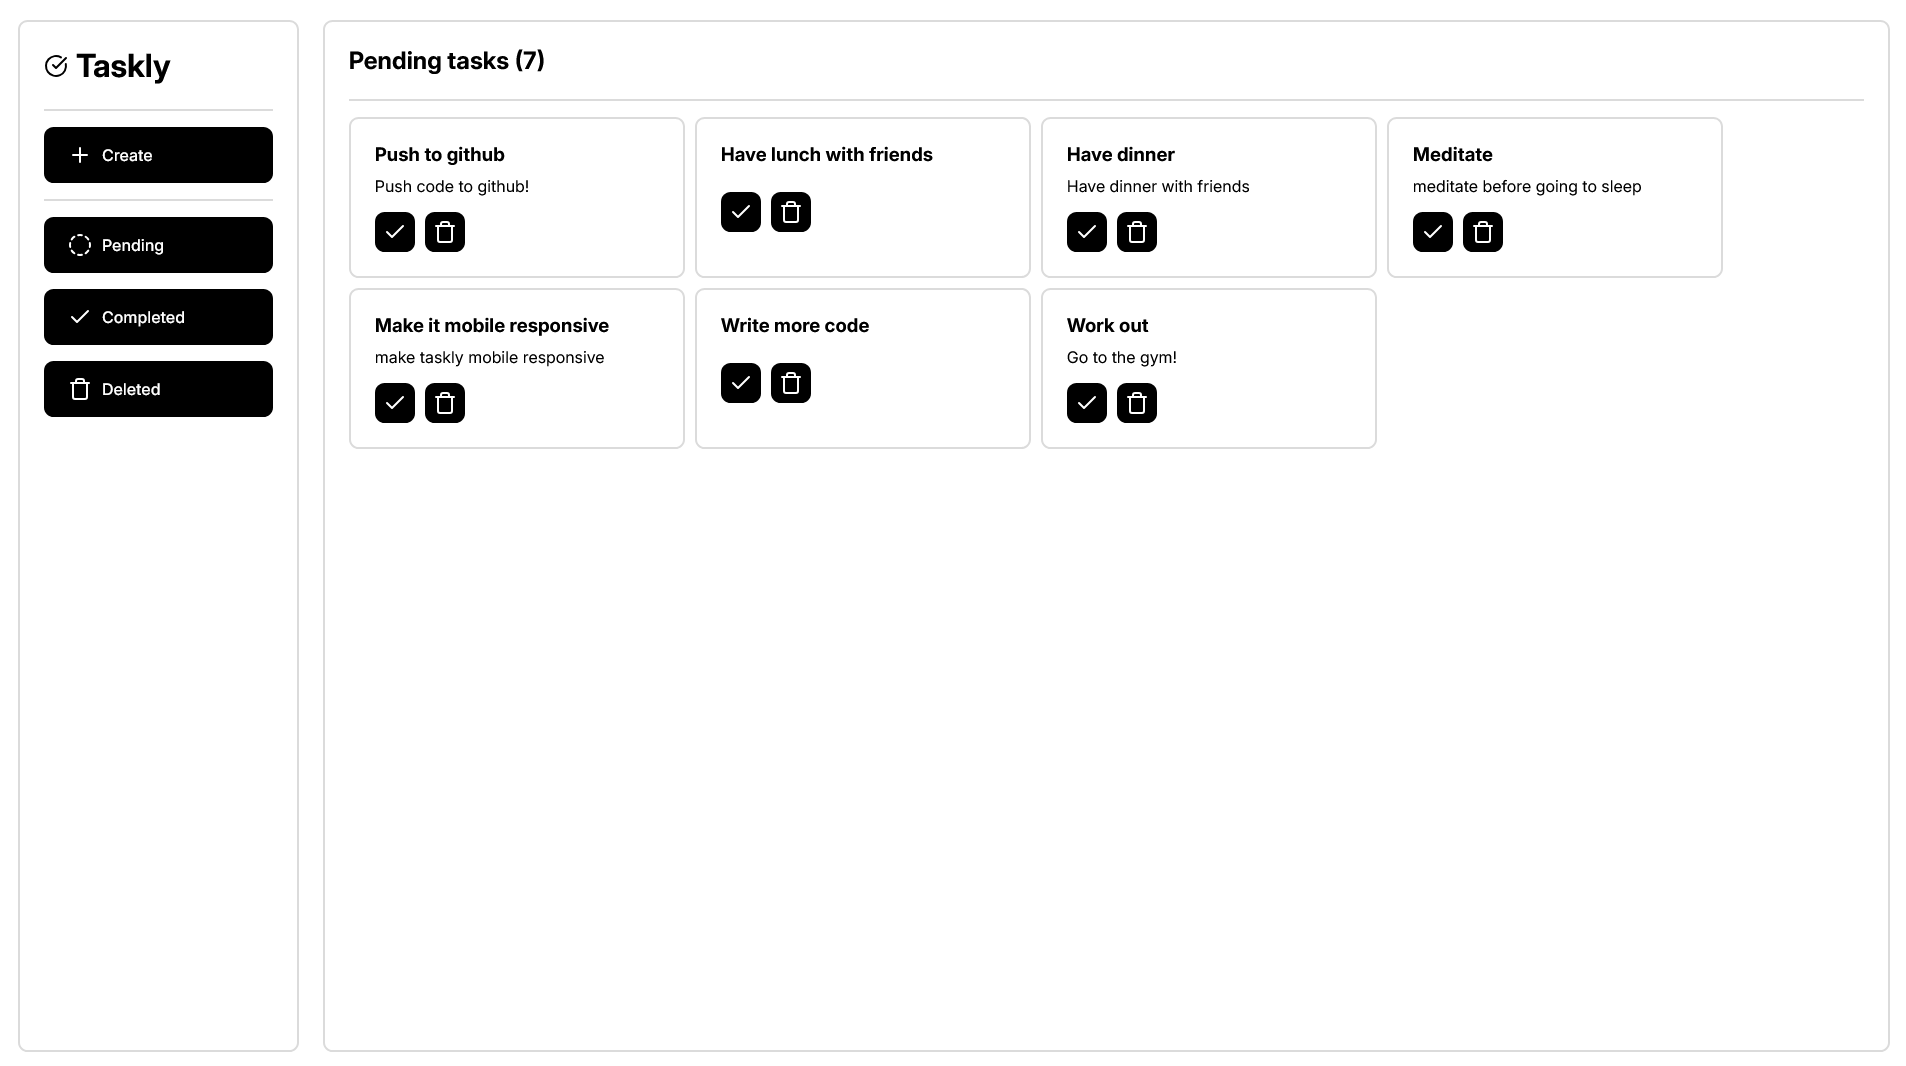 Taskly
Create
Pending
Completed
Deleted
Pending tasks (7)
Push to github
Push code to github!
Have lunch with friends
Have dinner
Have dinner with friends
Meditate
meditate before going to sleep
Make it mobile responsive
make taskly mobile responsive
Write more code
Work out
Go to the gym!